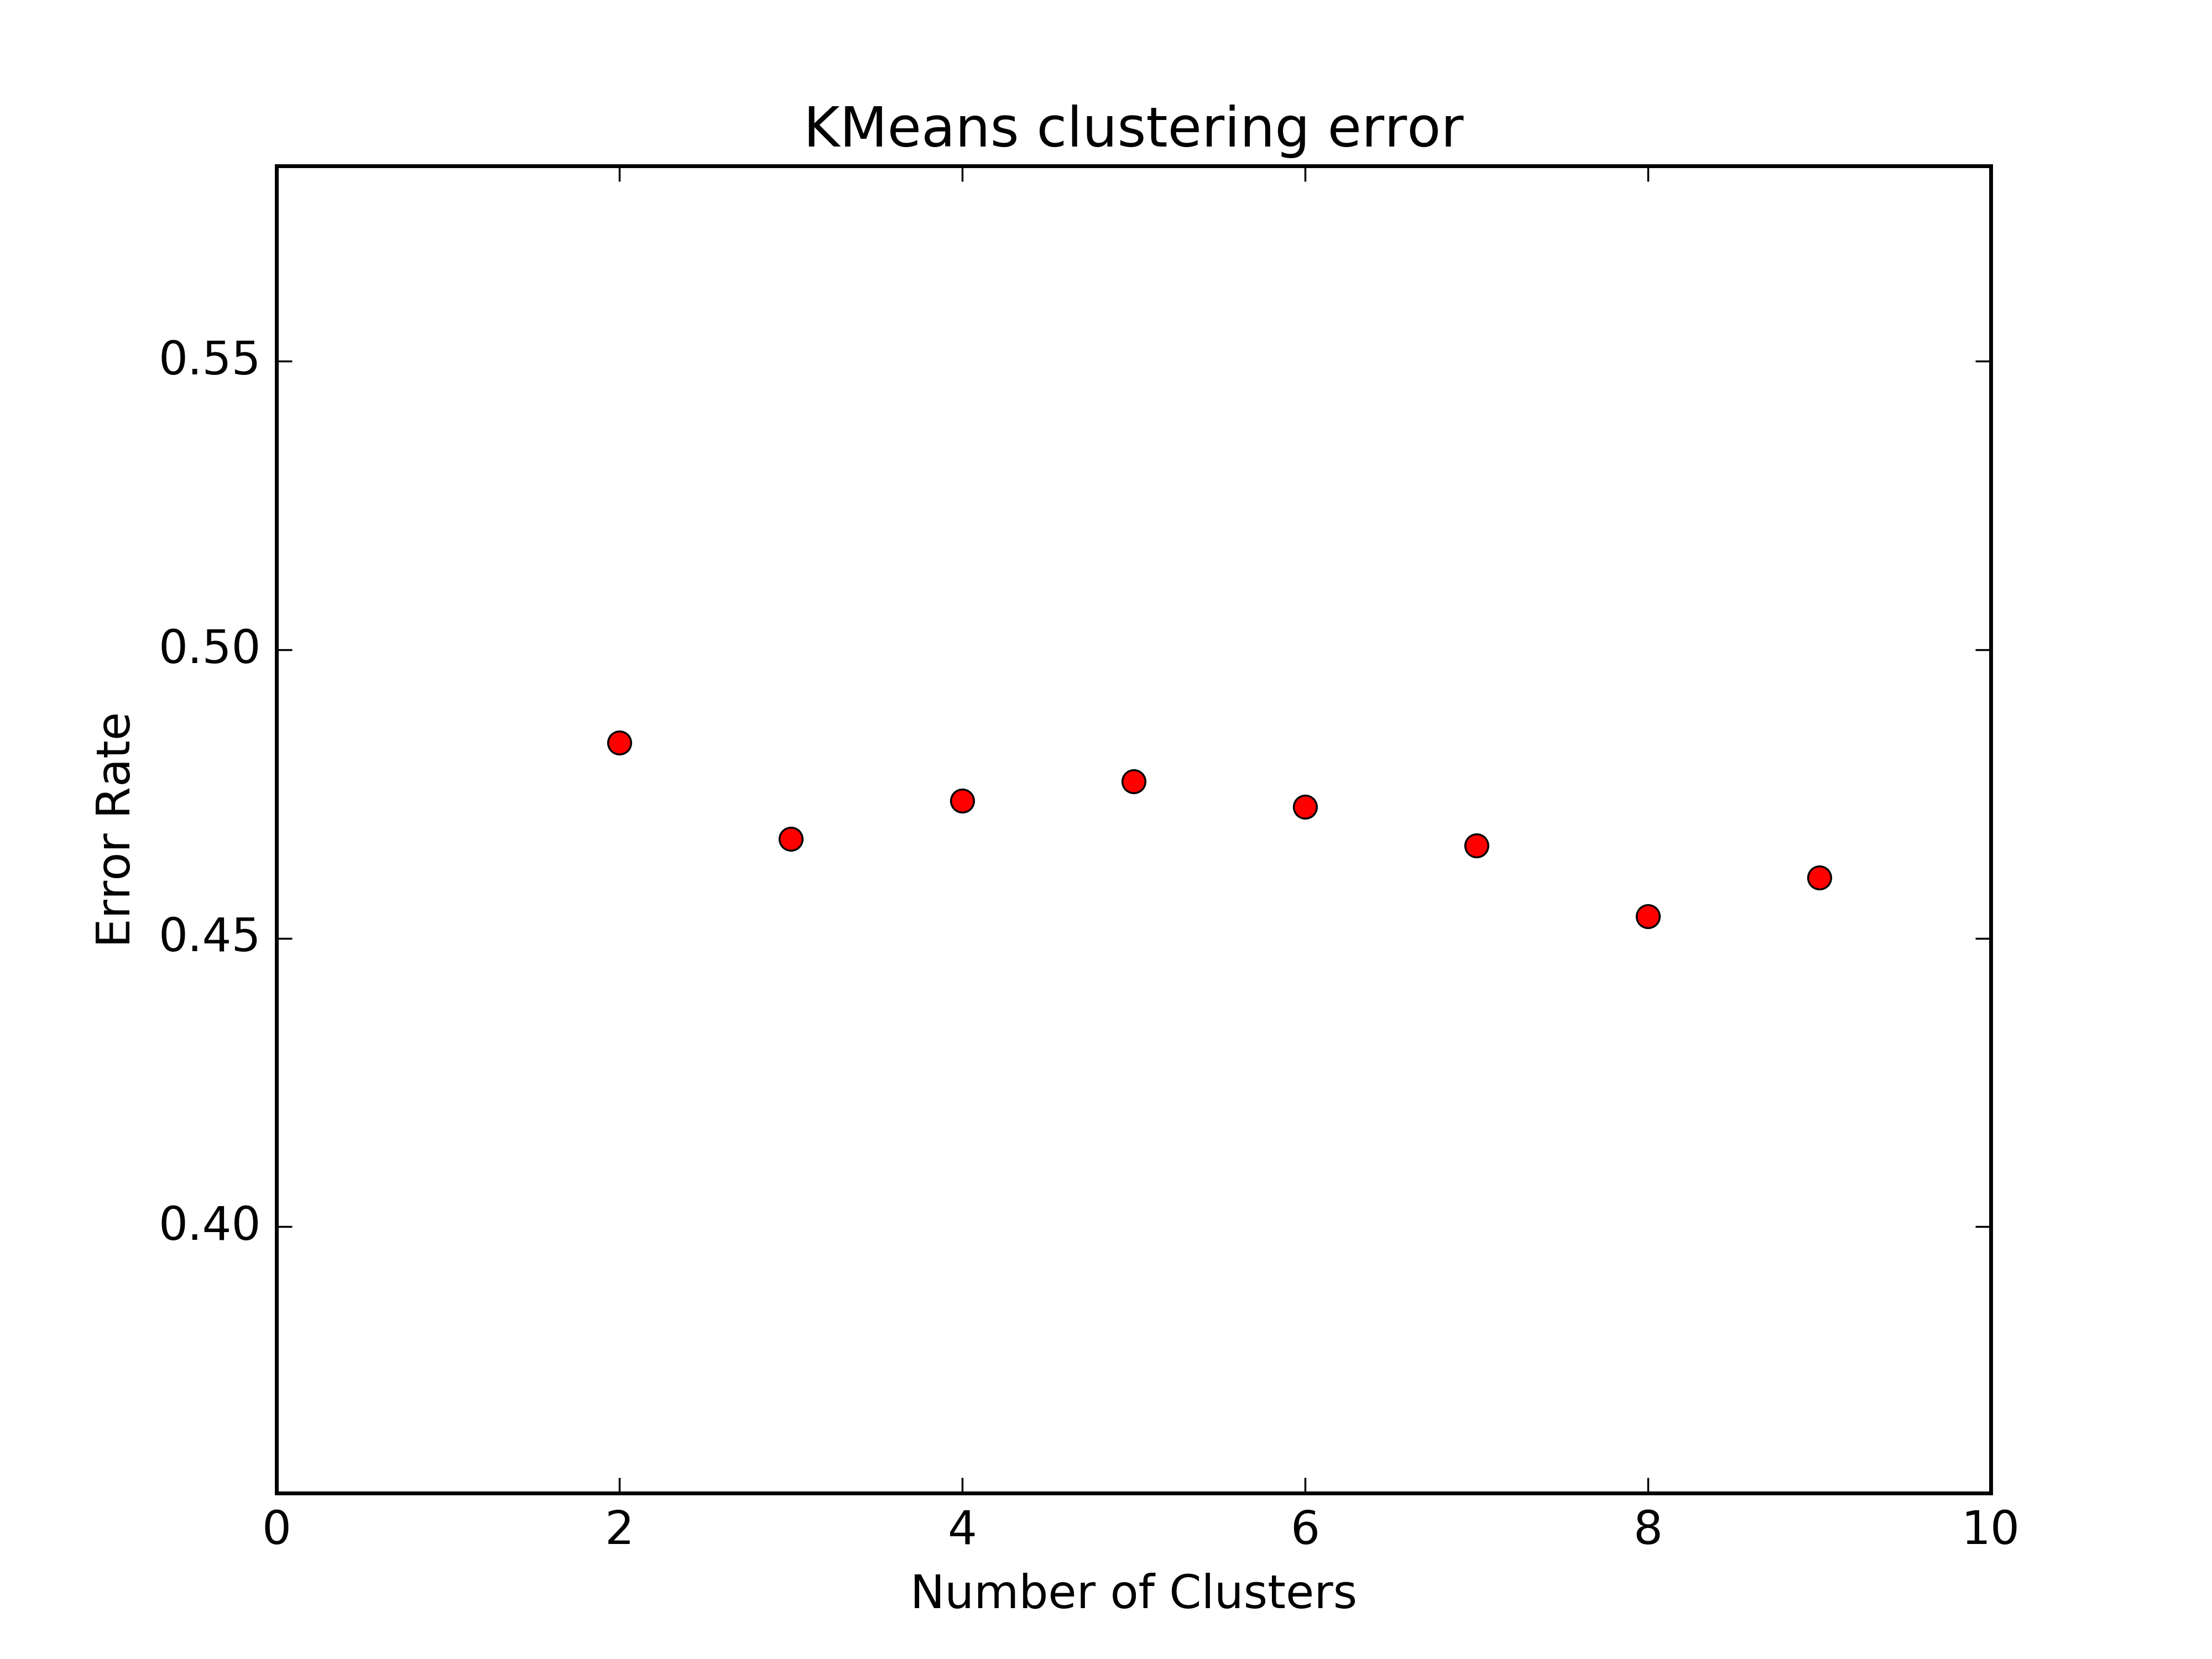 KMeans clustering error
0.55
0.50
0.45
0.40
Error Rate
0 2 4 6 8 10
Number of Clusters